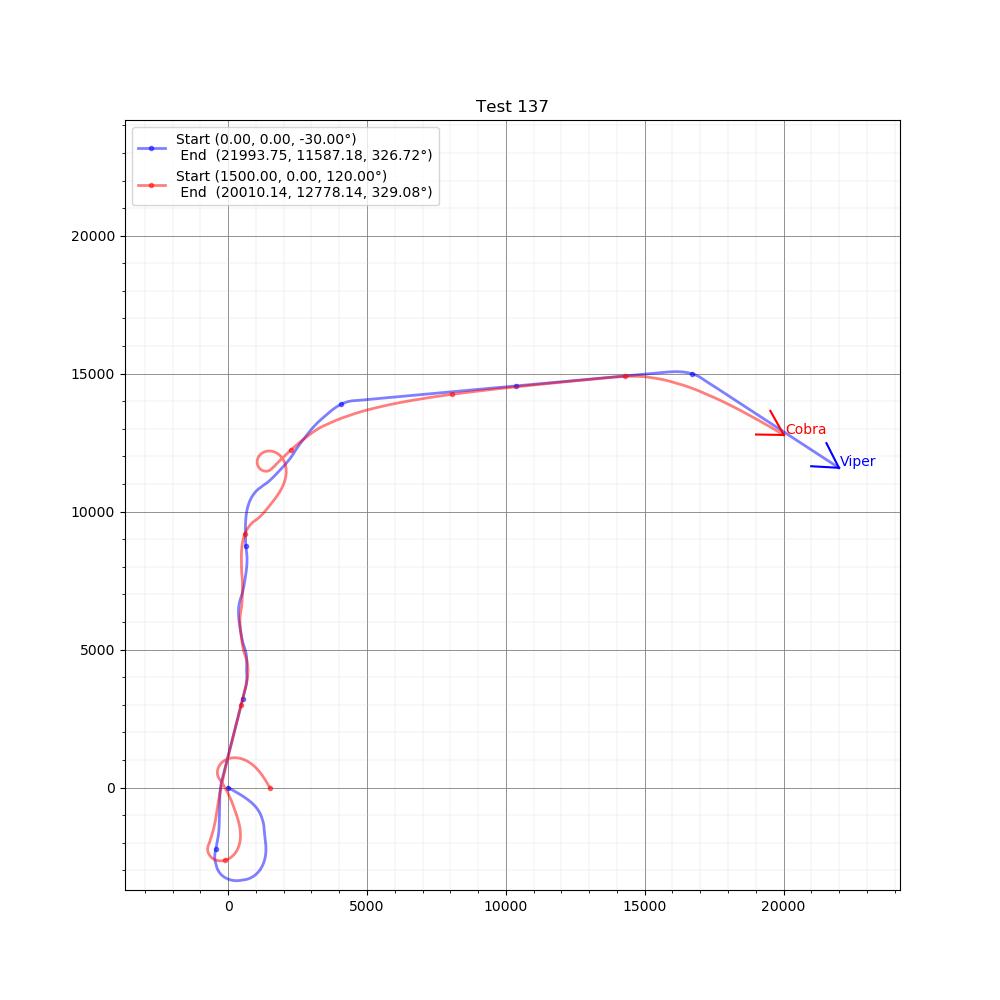 Test 137
Start (0.00, 0.00, -30.00°)
End (21993.75, 11587.18, 326.72°)
Start (1500.00, 0.00, 120.00°)
End (20010.14, 12778.14, 329.08°)
20000
15000
10000
5000
0
Cobra
Viper
0 5000 10000 15000 20000